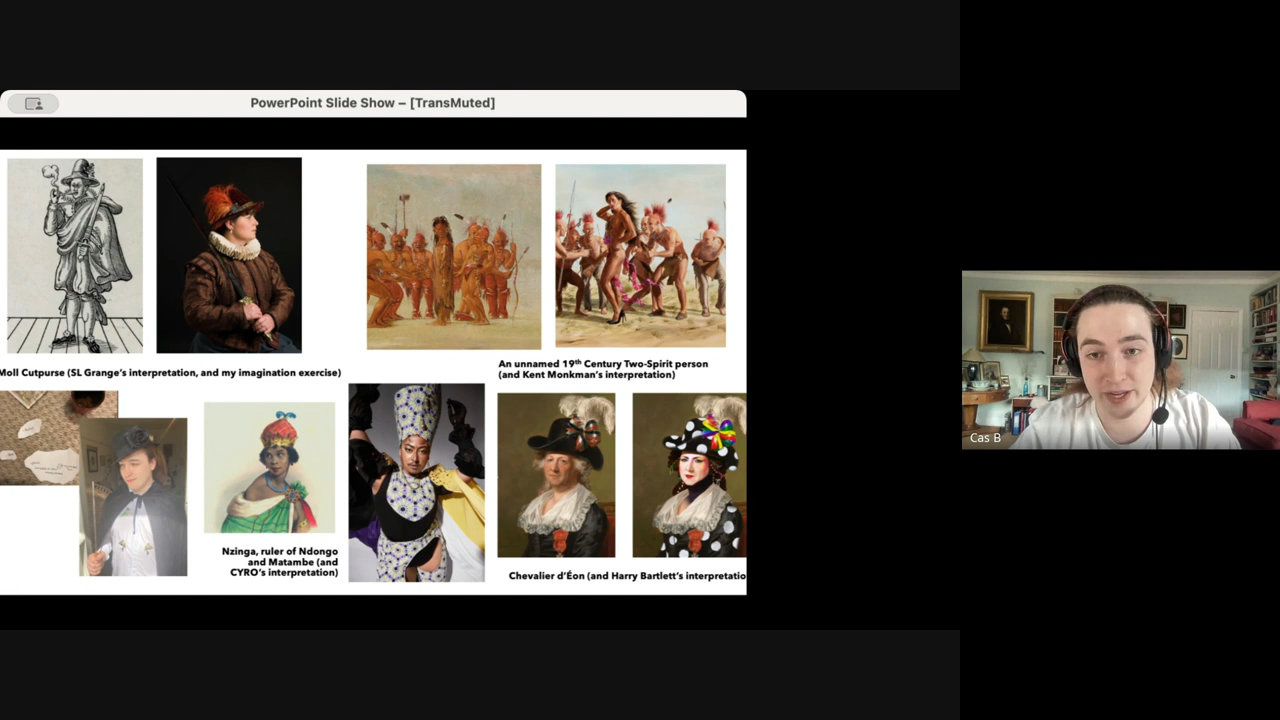 PowerPoint Slide Show – [TransMuted]
Moll Cutpurse (SL Grange's interpretation, and my imagination exercise)
An unnamed 19th Century Two-Spirit person
(and Kent Monkman's interpretation)
Nzinga, ruler of Ndongo
and Matambe (and
CYRO's interpretation)
Chevalier d'Éon (and Harry Bartlett's interpretatio
Cas B